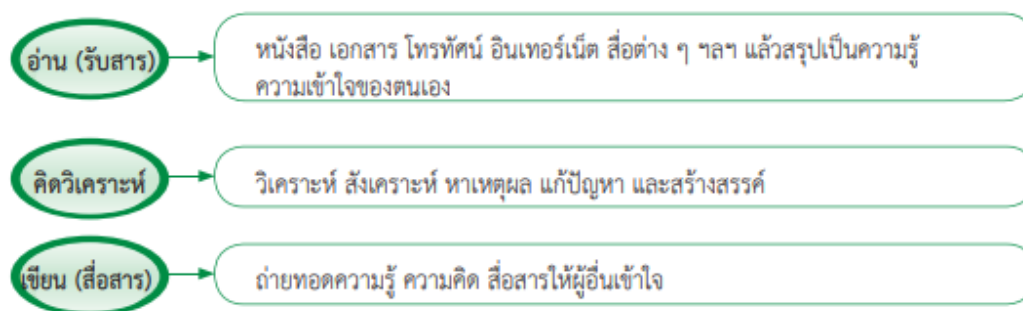 อ่าน (รับสาร)
หนังสือ เอกสาร โทรทัศน์ อินเทอร์เน็ต สื่อต่าง ๆ ฯลฯ แล้วสรุปเป็นความรู้
ความเข้าใจของตนเอง
คิดวิเคราะห์
วิเคราะห์ สังเคราะห์ หาเหตุผล แก้ปัญหา และสร้างสรรค์
เขียน (สื่อสาร)
ถ่ายทอดความรู้ ความคิด สื่อสารให้ผู้อื่นเข้าใจ